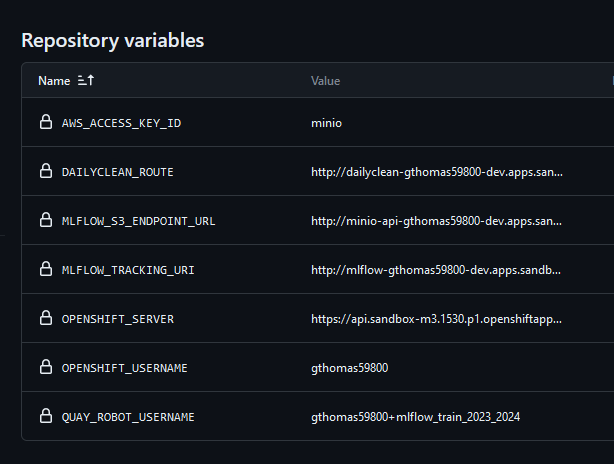 Repository variables
Name Value
AWS_ACCESS_KEY_ID minio
DAILYCLEAN_ROUTE http://dailyclean-gthomas59800-dev.apps.san...
MLFLOW_S3_ENDPOINT_URL http://minio-api-gthomas59800-dev.apps.san...
MLFLOW_TRACKING_URI http://mlflow-gthomas59800-dev.apps.sandb...
OPENSHIFT_SERVER https://api.sandbox-m3.1530.p1.openshiftapp...
OPENSHIFT_USERNAME gthomas59800
QUAY_ROBOT_USERNAME gthomas59800+mlflow_train_2023_2024